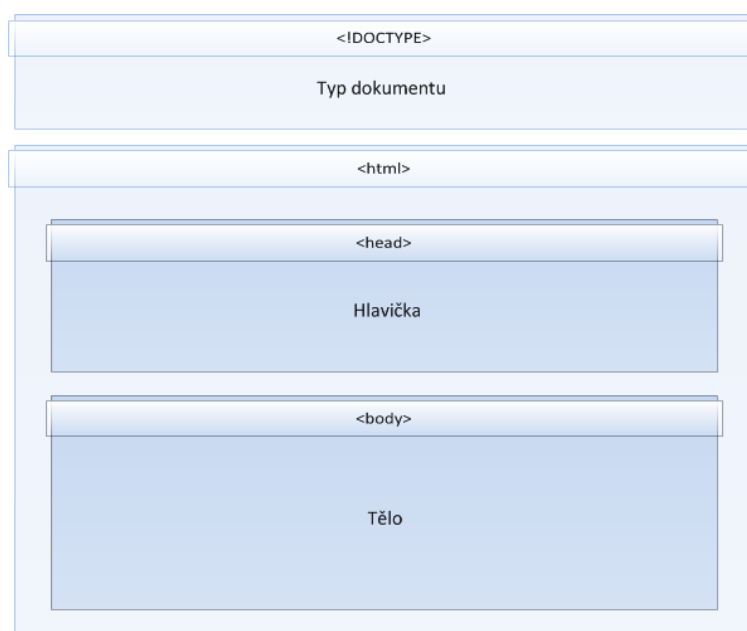 <!DOCTYPE>
Typ dokumentu
<html>
<head>
Hlavička
<body>
Tělo